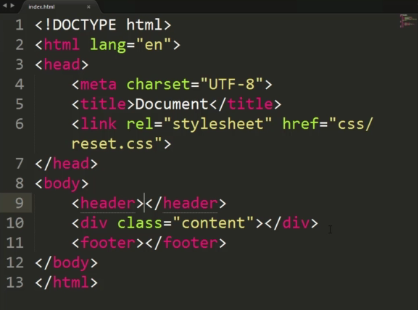 index.html
1 <!DOCTYPE html>
2 <html lang="en">
3 <head>
4 <meta charset="UTF-8">
5 <title>Document</title>
6 <link rel="stylesheet" href="css/
reset.css">
7 </head>
8 <body>
9 <header></header>
10 <div class="content"></div>
11 <footer></footer>
12 </body>
13 </html>